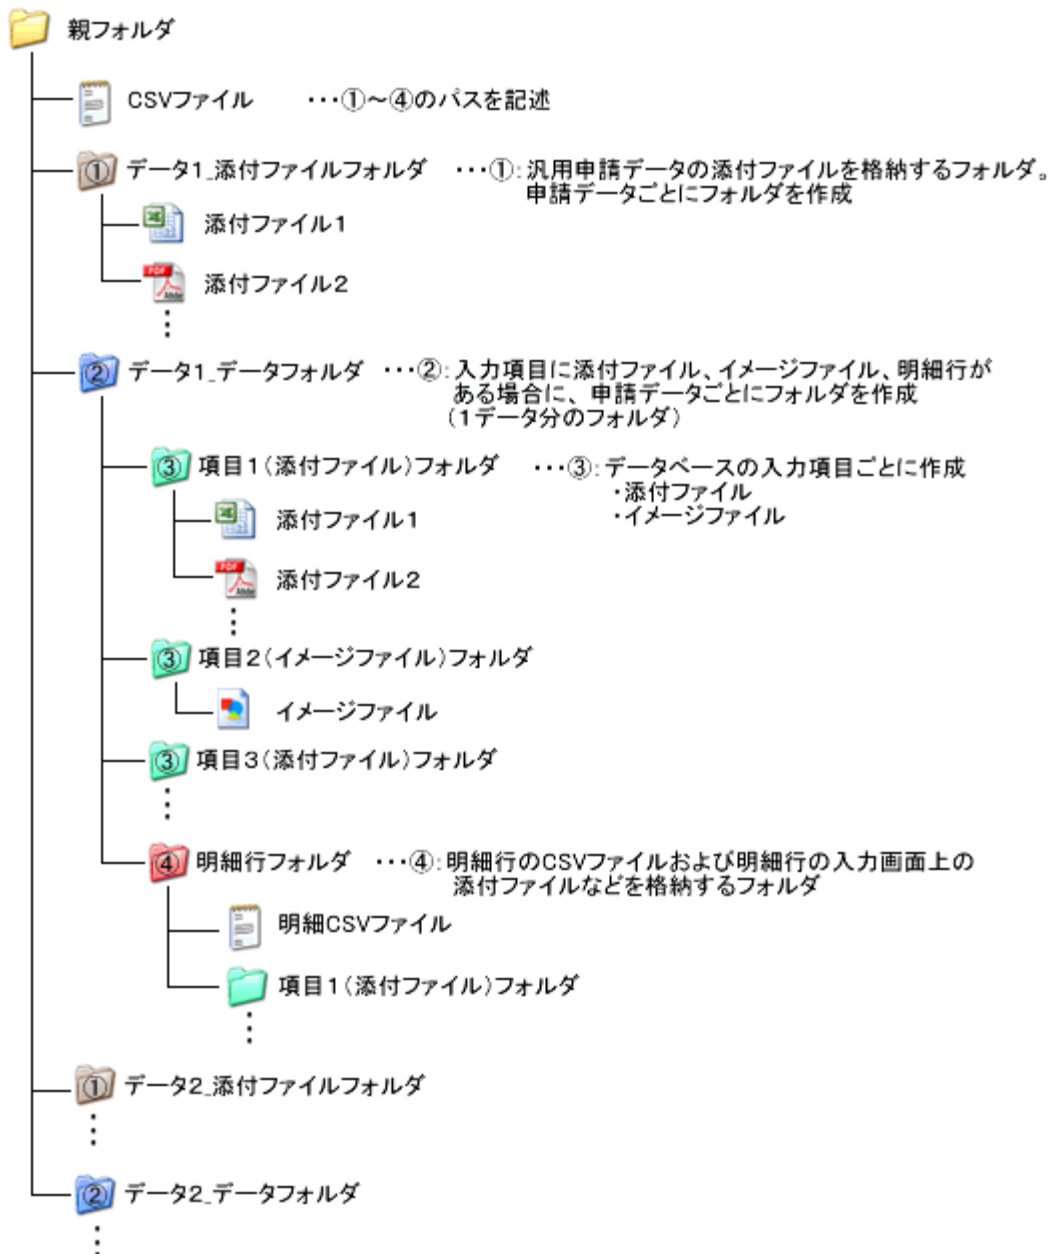 親フォルダ
CSVファイル ･･･①～④のパスを記述
① データ1_添付ファイルフォルダ ･･･①：汎用申請データの添付ファイルを格納するフォルダ。
申請データごとにフォルダを作成
添付ファイル1
PDF Adobe 添付ファイル2
② データ1_データフォルダ ･･･②：入力項目に添付ファイル、イメージファイル、明細行が
ある場合に、申請データごとにフォルダを作成
（1データ分のフォルダ）
③ 項目1（添付ファイル）フォルダ ･･･③：データベースの入力項目ごとに作成
・添付ファイル
・イメージファイル
添付ファイル1
PDF Adobe 添付ファイル2
③ 項目2（イメージファイル）フォルダ
イメージファイル
③ 項目3（添付ファイル）フォルダ
④ 明細行フォルダ ･･･④：明細行のCSVファイルおよび明細行の入力画面上の
添付ファイルなどを格納するフォルダ
明細CSVファイル
項目1（添付ファイル）フォルダ
① データ2_添付ファイルフォルダ
② データ2_データフォルダ